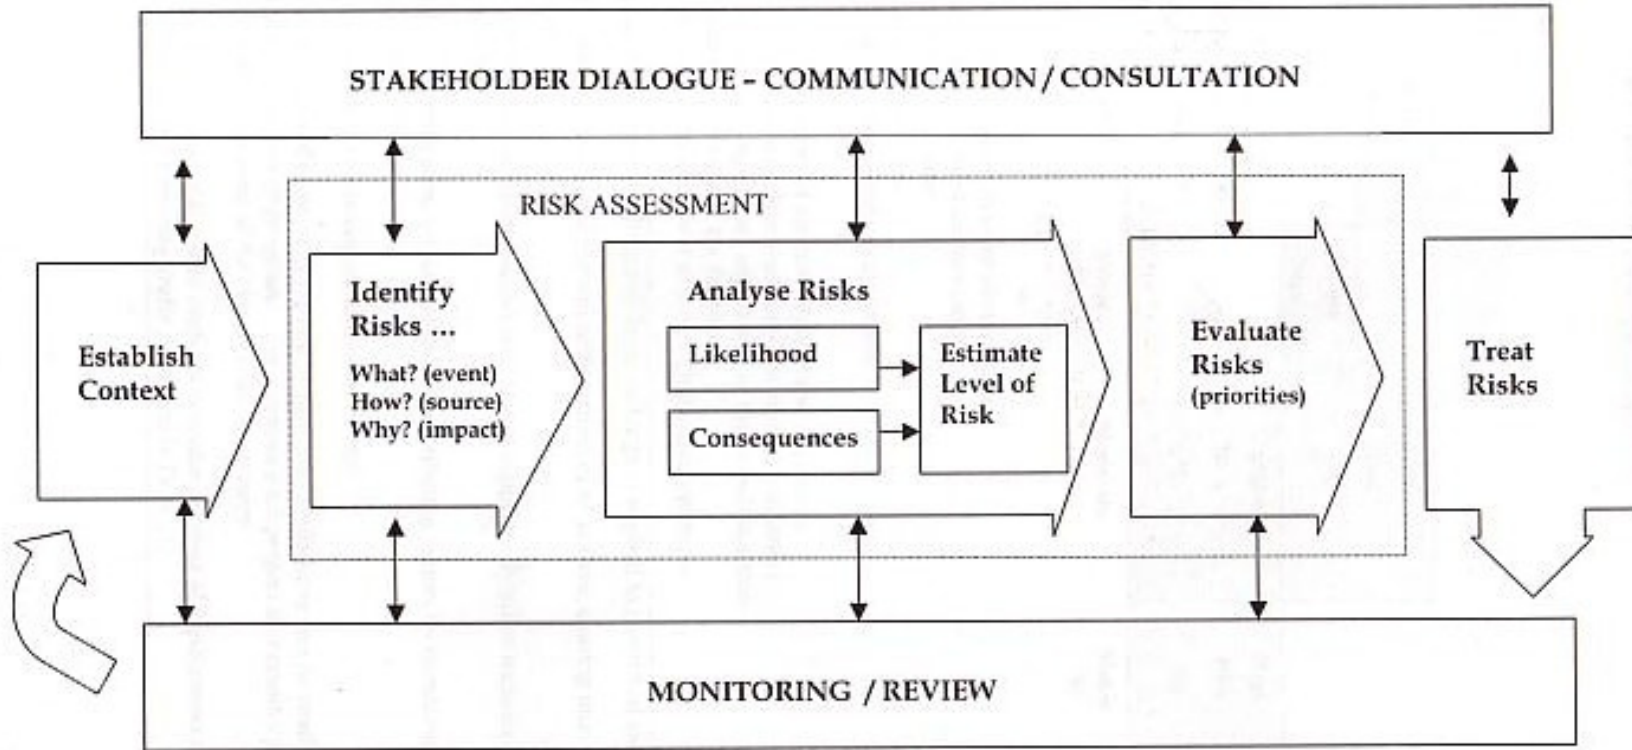 STAKEHOLDER DIALOGUE – COMMUNICATION / CONSULTATION
RISK ASSESSMENT
Establish
Context
Identify
Risks ...
What? (event)
How? (source)
Why? (impact)
Analyse Risks
Likelihood
Consequences
Estimate
Level of
Risk
Evaluate
Risks
(priorities)
Treat
Risks
MONITORING / REVIEW